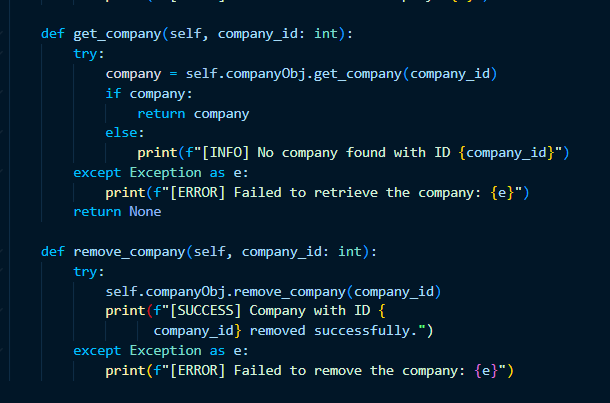 def get_company(self, company_id: int):
try:
company = self.companyObj.get_company(company_id)
if company:
return company
else:
print(f"[INFO] No company found with ID {company_id}")
except Exception as e:
print(f"[ERROR] Failed to retrieve the company: {e}")
return None
def remove_company(self, company_id: int):
try:
self.companyObj.remove_company(company_id)
print(f"[SUCCESS] Company with ID {
company_id} removed successfully.")
except Exception as e:
print(f"[ERROR] Failed to remove the company: {e}")